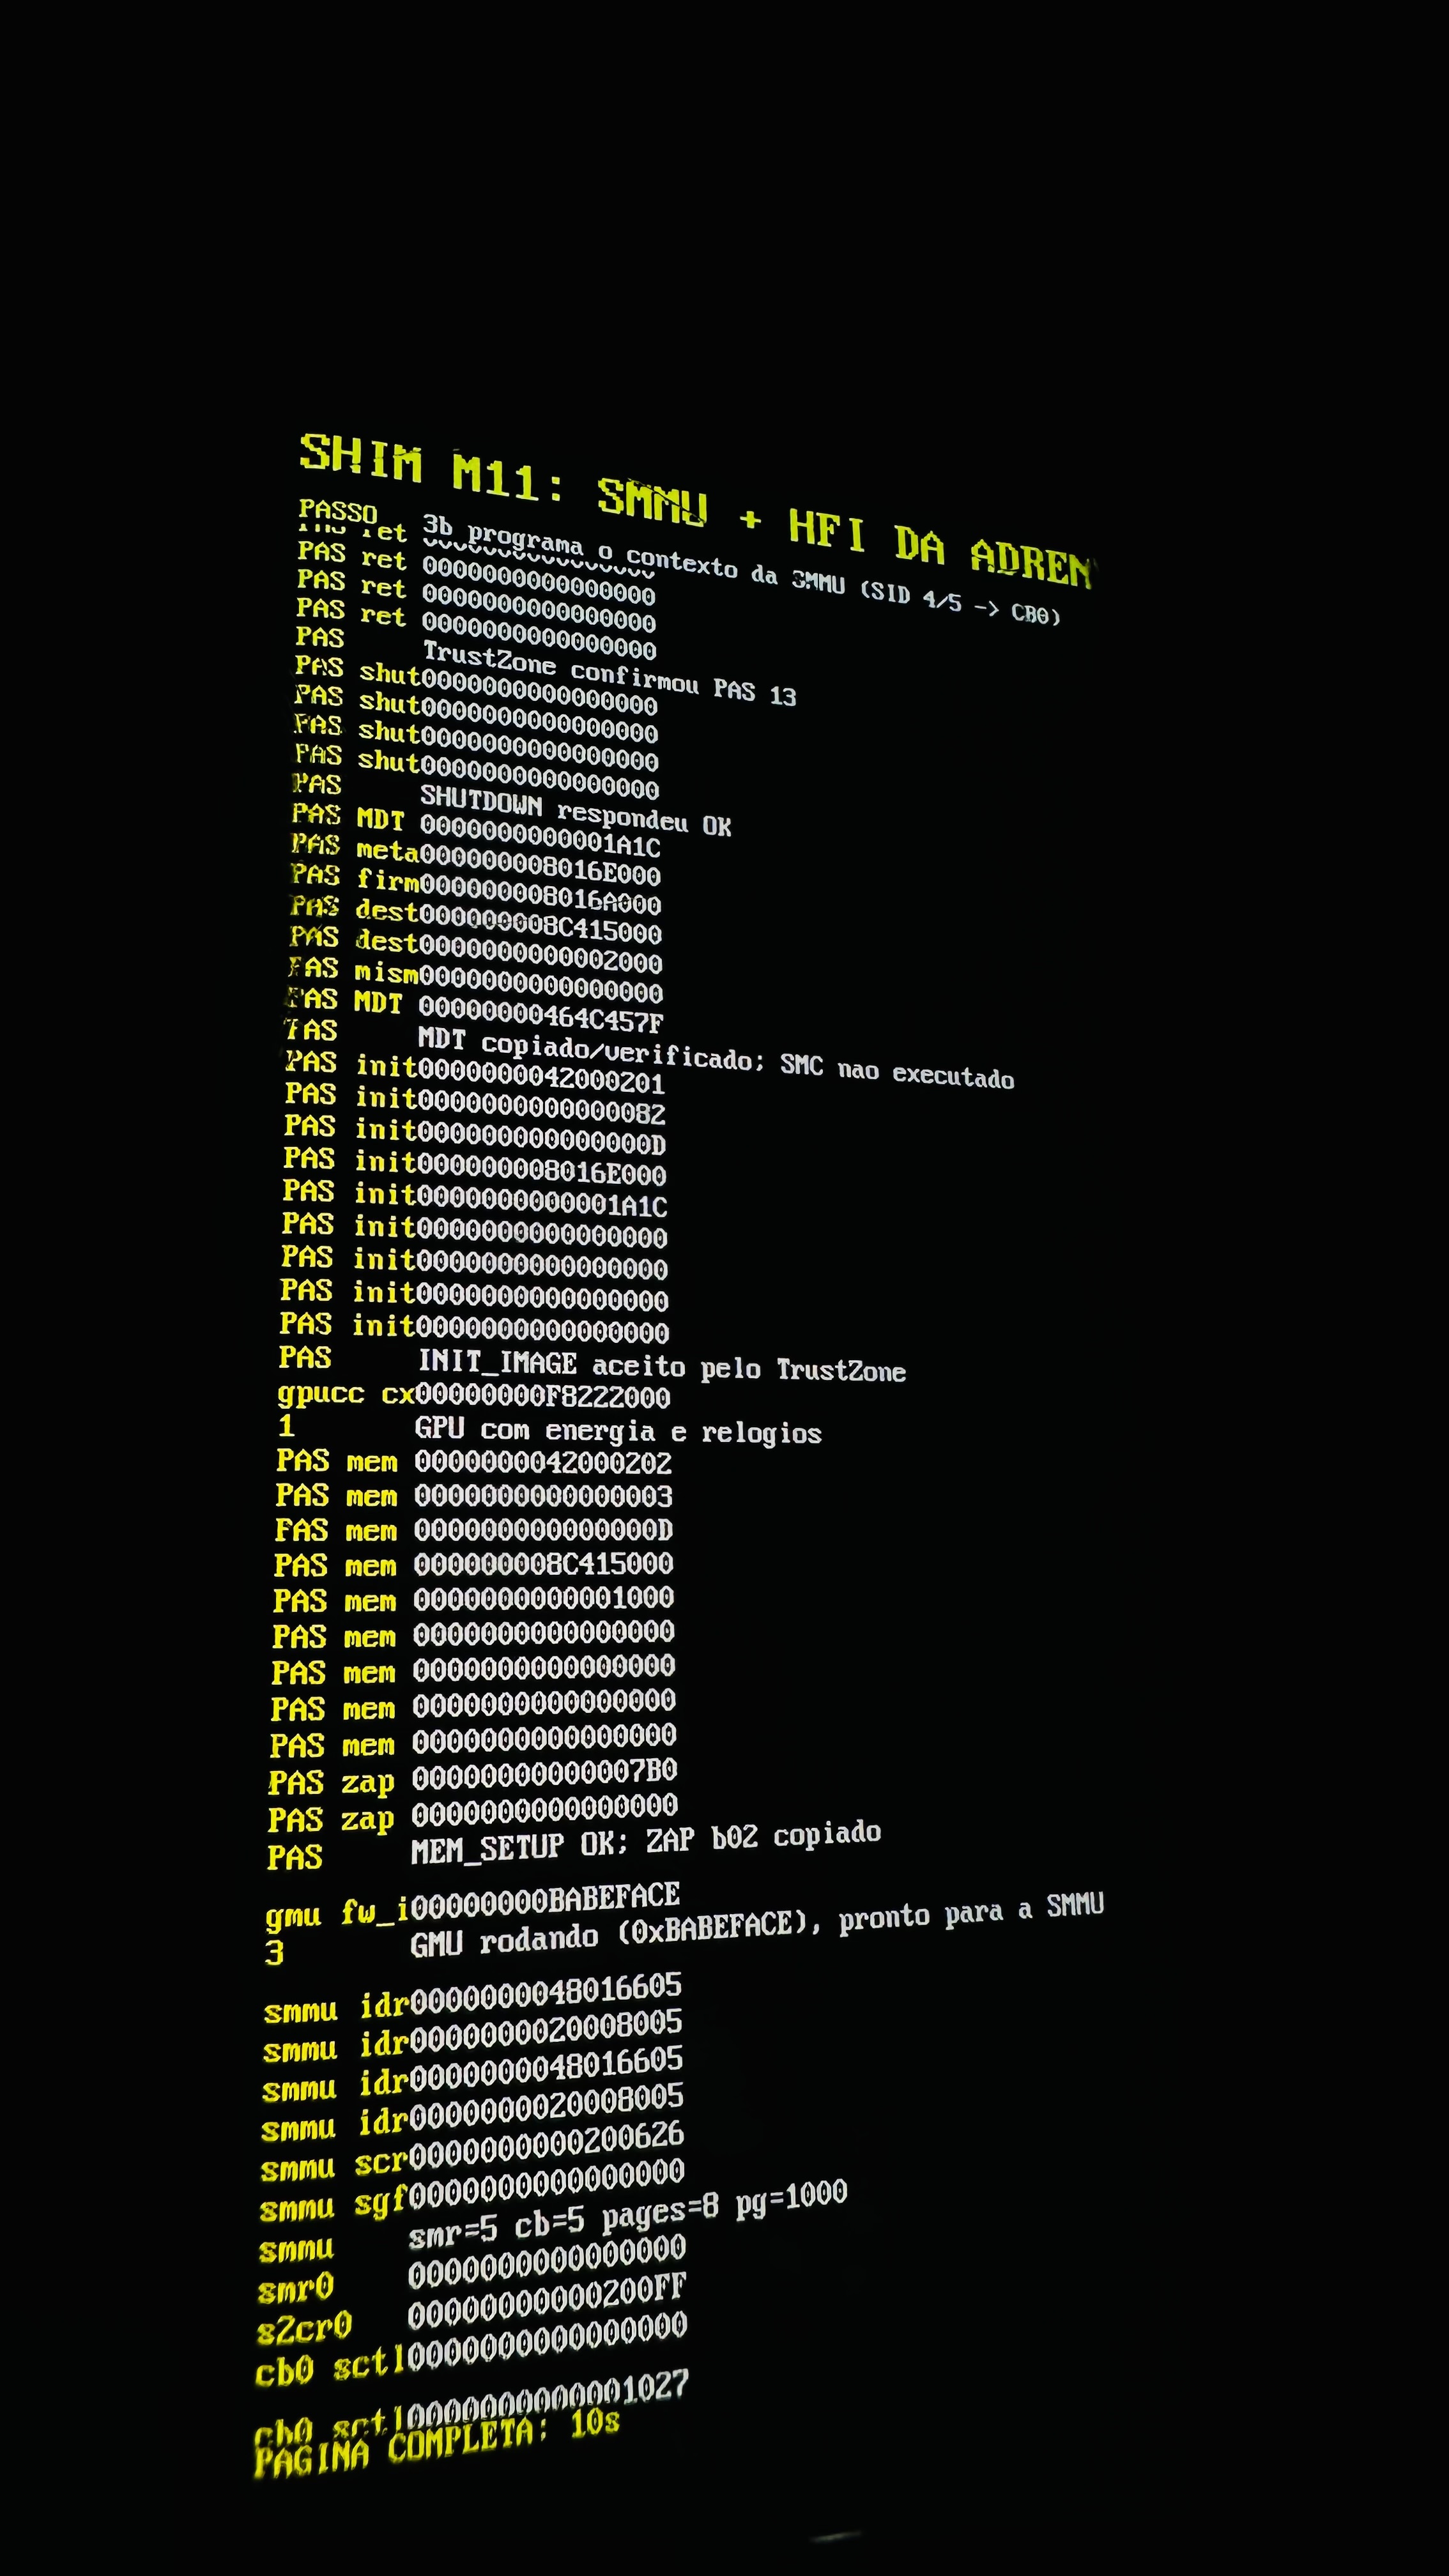 SHIM M11: SMMU + HFI DA ADREN
PASSO 3b programa o contexto da SMMU (SID 4/5 -> CB0)
ret
PAS ret 0000000000000000
PAS ret 0000000000000000
PAS ret 0000000000000000
PAS TrustZone confirmou PAS 13
PAS shut0000000000000000
PAS shut0000000000000000
PAS shut0000000000000000
PAS shut0000000000000000
PAS SHUTDOWN respondeu OK
PAS MDT 0000000000001A1C
PAS meta000000008016E000
PAS firm000000008016A000
PAS dest000000008C415000
PAS dest0000000000002000
PAS mism0000000000000000
PAS MDT 00000000464C457F
PAS MDT copiado/verificado; SMC nao executado
PAS init0000000042000201
PAS init0000000000000082
PAS init000000000000000D
PAS init000000008016E000
PAS init0000000000001A1C
PAS init0000000000000000
PAS init0000000000000000
PAS init0000000000000000
PAS init0000000000000000
PAS INIT_IMAGE aceito pelo TrustZone
gpucc cx00000000F8222000
1 GPU com energia e relogios
PAS mem 0000000042000202
PAS mem 0000000000000003
PAS mem 000000000000000D
PAS mem 000000008C415000
PAS mem 0000000000001000
PAS mem 0000000000000000
PAS mem 0000000000000000
PAS mem 0000000000000000
PAS mem 0000000000000000
PAS zap 00000000000007B0
PAS zap 0000000000000000
PAS MEM_SETUP OK; ZAP b02 copiado
gmu fw_i00000000BABEFACE
3 GMU rodando (0xBABEFACE), pronto para a SMMU
smmu idr0000000048016605
smmu idr0000000020008005
smmu idr0000000048016605
smmu idr0000000020008005
smmu scr0000000000200626
smmu sgf0000000000000000
smmu smr=5 cb=5 pages=8 pg=1000
smr0 0000000000000000
s2cr0 00000000000200FF
cb0 sctl0000000000000000
cb0 sctl0000000000001027
PAGINA COMPLETA: 10s